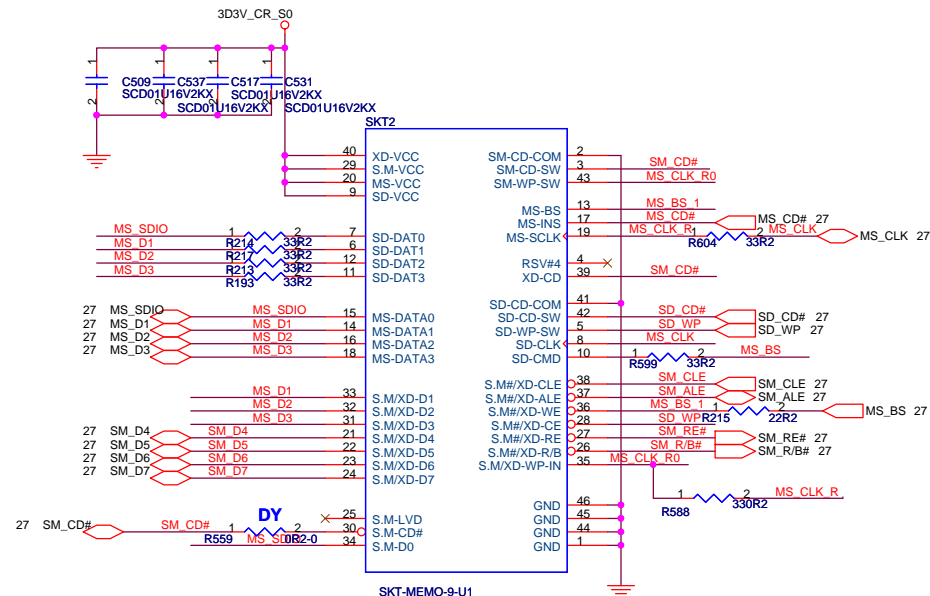 3D3V_CR_S0
1 1 1 1
C509 C537 C517 C531
2 2 2 2
SCD01U16V2KX SCD01U16V2KX
SCD01U16V2KX SCD01U16V2KX
SKT2
40 XD-VCC
29 S.M-VCC
20 MS-VCC
9 SD-VCC
MS_SDIO 1 R214 2 33R2 7 SD-DAT0
MS_D1 R217 33R2 6 SD-DAT1
MS_D2 R213 33R2 12 SD-DAT2
MS_D3 R193 33R2 11 SD-DAT3
27 MS_SDIO MS_SDIO 15 MS-DATA0
27 MS_D1 MS_D1 14 MS-DATA1
27 MS_D2 MS_D2 16 MS-DATA2
27 MS_D3 MS_D3 18 MS-DATA3
MS_D1 33 S.M/XD-D1
MS_D2 32 S.M/XD-D2
MS_D3 31 S.M/XD-D3
27 SM_D4 SM_D4 21 S.M/XD-D4
27 SM_D5 SM_D5 22 S.M/XD-D5
27 SM_D6 SM_D6 23 S.M/XD-D6
27 SM_D7 SM_D7 24 S.M/XD-D7
DY
25 S.M-LVD
27 SM_CD# SM_CD# 1 R559 2 0R2-0 30 S.M-CD#
34 S.M-D0
SM-CD-COM 2
SM-CD-SW 3 SM_CD#
SM-WP-SW 43 MS_CLK_R0
MS-BS 13 MS_BS_1
MS-INS 17 MS_CD# MS_CD# 27
MS-SCLK 19 MS_CLK_R 1 R604 2 33R2 MS_CLK MS_CLK 27
RSV#4 4
XD-CD 39 SM_CD#
SD-CD-COM 41
SD-CD-SW 42 SD_CD# SD_CD# 27
SD-WP-SW 5 SD_WP SD_WP 27
SD-CLK 8 MS_CLK
SD-CMD 10 1 R599 2 33R2 MS_BS
S.M#/XD-CLE 38 SM_CLE SM_CLE 27
S.M#/XD-ALE 37 SM_ALE SM_ALE 27
S.M#/XD-WE 36 MS_BS_1 1 R215 2 22R2 MS_BS 27
S.M#/XD-CE 28 SD_WP
S.M#/XD-RE 27 SM_RE# SM_RE# 27
S.M#/XD-R/B 26 SM_R/B# SM_R/B# 27
S.M/XD-WP-IN 35 MS_CLK_R0
1 R588 2 330R2 MS_CLK_R
GND 46
GND 45
GND 44
GND 1
SKT-MEMO-9-U1